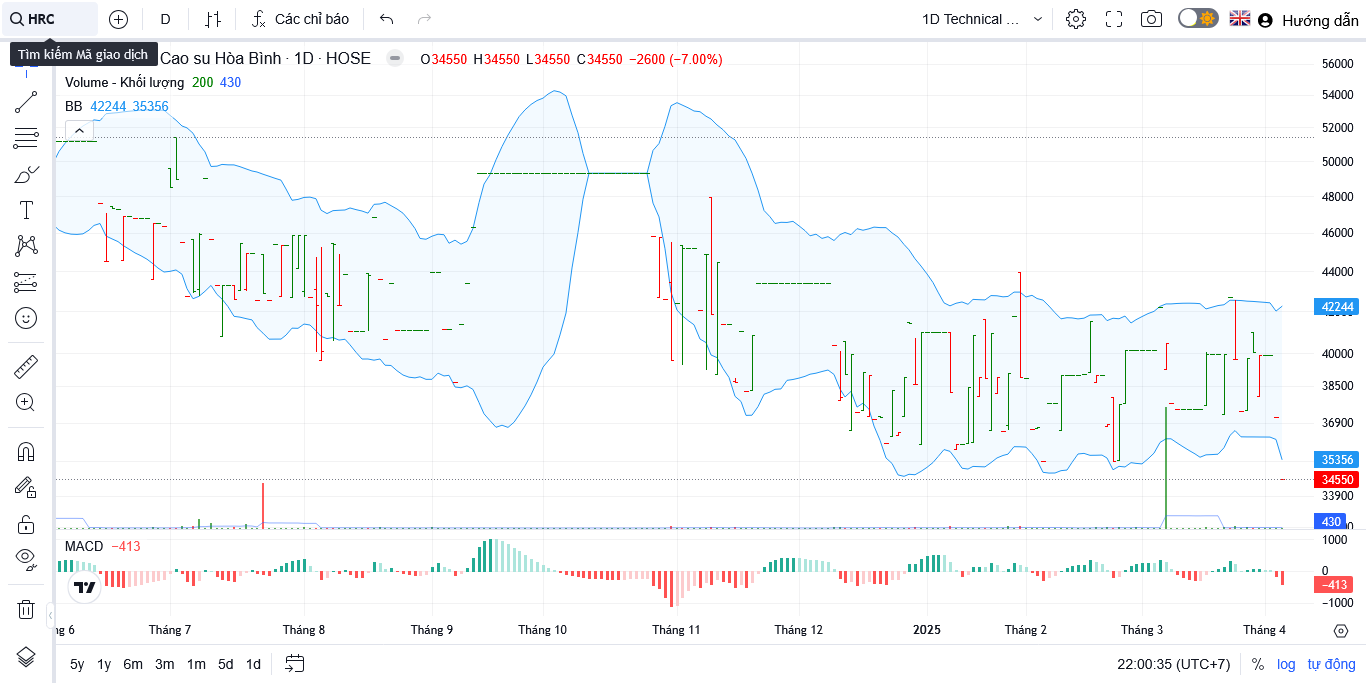 HRC
D
Các chỉ báo
1D Technical ...
Hướng dẫn
Tìm kiếm Mã giao dịch
Cao su Hòa Bình · 1D · HOSE
O34550 H34550 L34550 C34550 −2600 (−7.00%)
Volume - Khối lượng 200 430
BB 42244 35356
56000
54000
52000
50000
48000
46000
44000
42244
40000
38500
36900
35356
34550
33900
430
MACD −413
1000
0
−413
−1000
ng 6
Tháng 7
Tháng 8
Tháng 9
Tháng 10
Tháng 11
Tháng 12
2025
Tháng 2
Tháng 3
Tháng 4
5y 1y 6m 3m 1m 5d 1d
22:00:35 (UTC+7)
% log tự động